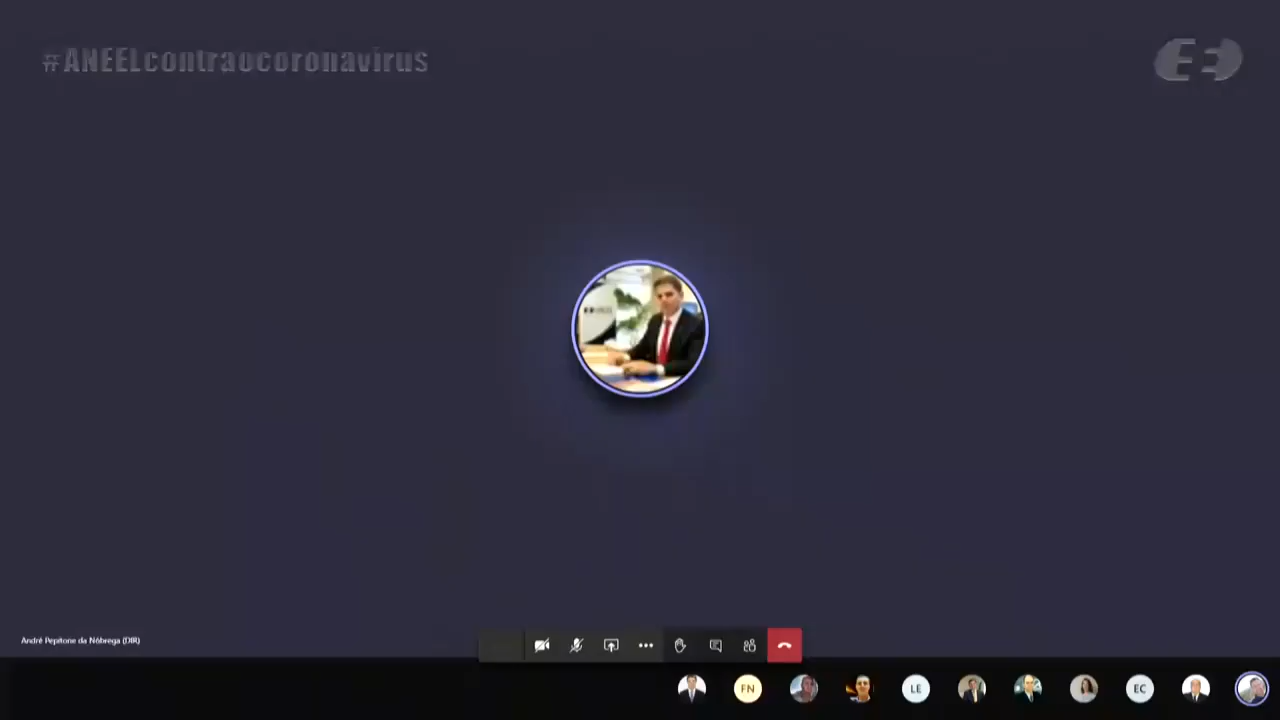 #ANEELcontraocoronavirus
André Pepitone da Nóbrega (DIR)
FN
LE
EC